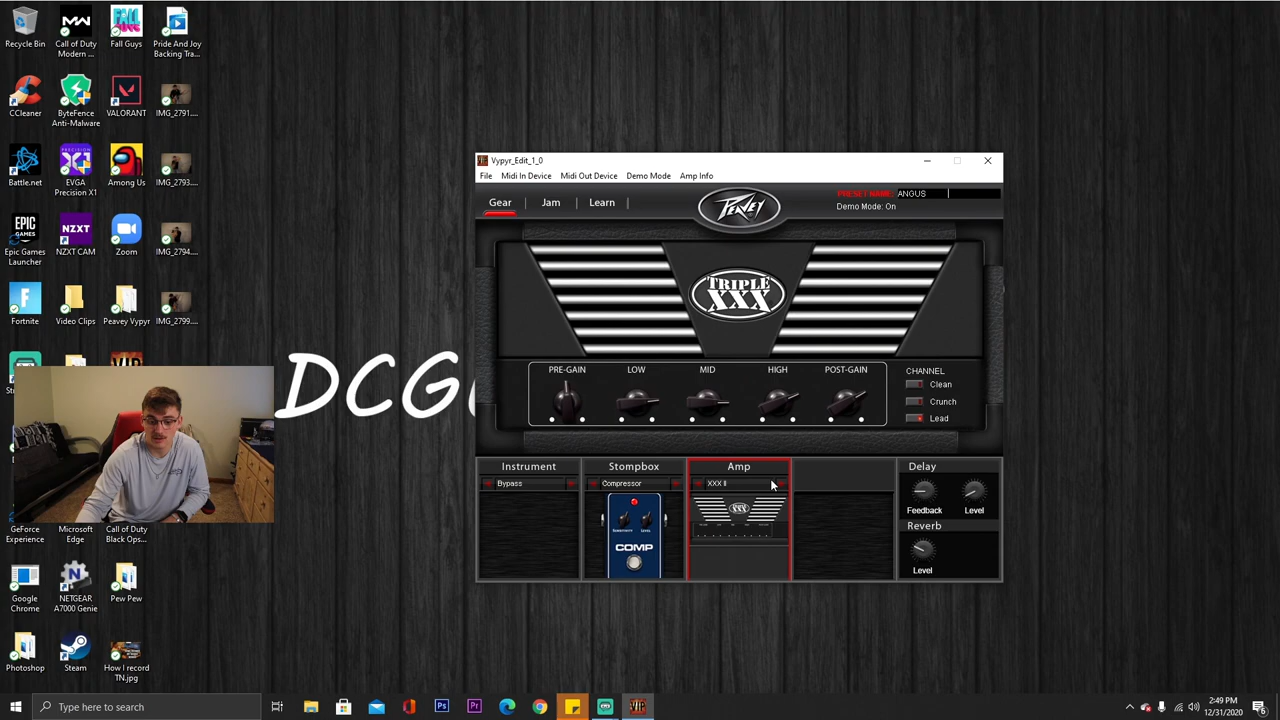 Recycle Bin
Call of Duty
Modern ...
Fall Guys
Pride And Joy
Backing Tra...
CCleaner
ByteFence
Anti-Malware
VALORANT
IMG_2791....
Battle.net
EVGA
Precision X1
Among Us
IMG_2793....
EPIC
GAMES
Epic Games
Launcher
NZXT
NZXT CAM
Zoom
IMG_2794....
Fortnite
Video Clips
Peavey Vypyr
IMG_2799....
GeForce
Experience
Microsoft
Edge
Call of Duty
Black Ops...
Google
Chrome
NETGEAR
A7000 Genie
Pew Pew
Photoshop
Steam
How I record
TN.jpg
DCG
Vypyr_Edit_1_0
File Midi In Device Midi Out Device Demo Mode Amp Info
Gear Jam Learn
PEAVEY
PRESET NAME: ANGUS
Demo Mode: On
TRIPLE
XXX
PRE-GAIN LOW MID HIGH POST-GAIN
CHANNEL
Clean
Crunch
Lead
Instrument Stompbox Amp Delay
Bypass Compressor XXX II
Feedback Level
Reverb
Level
SENSITIVITY LEVEL
COMP
Type here to search
2:49 PM
12/31/2020